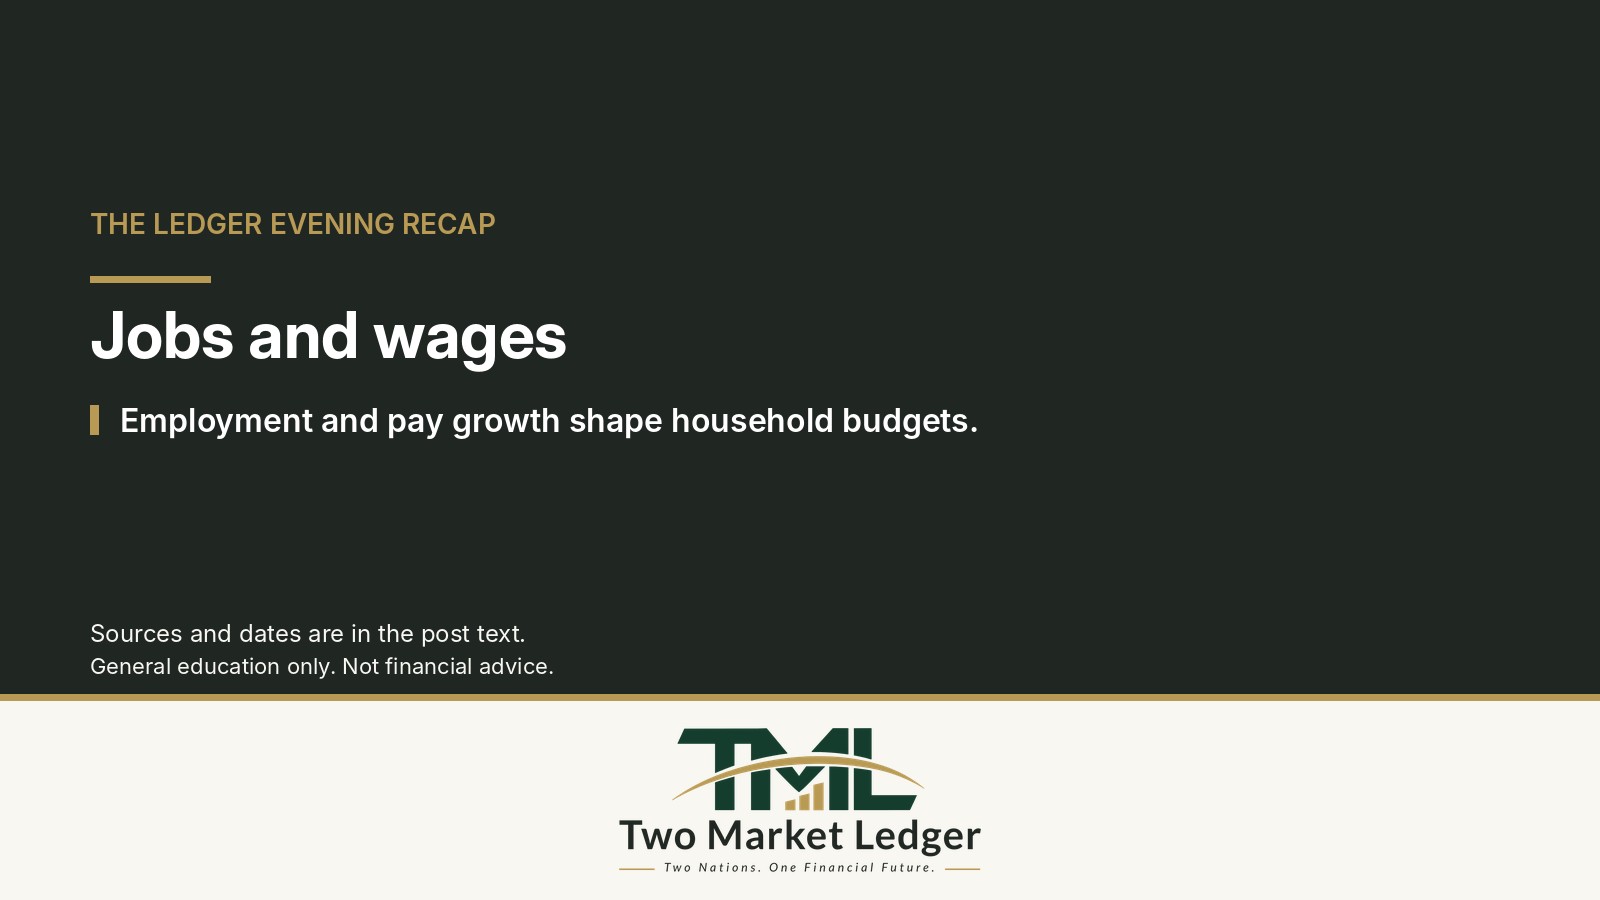 THE LEDGER EVENING RECAP
Jobs and wages
Employment and pay growth shape household budgets.
Sources and dates are in the post text.
General education only. Not financial advice.
TML
Two Market Ledger
Two Nations. One Financial Future.